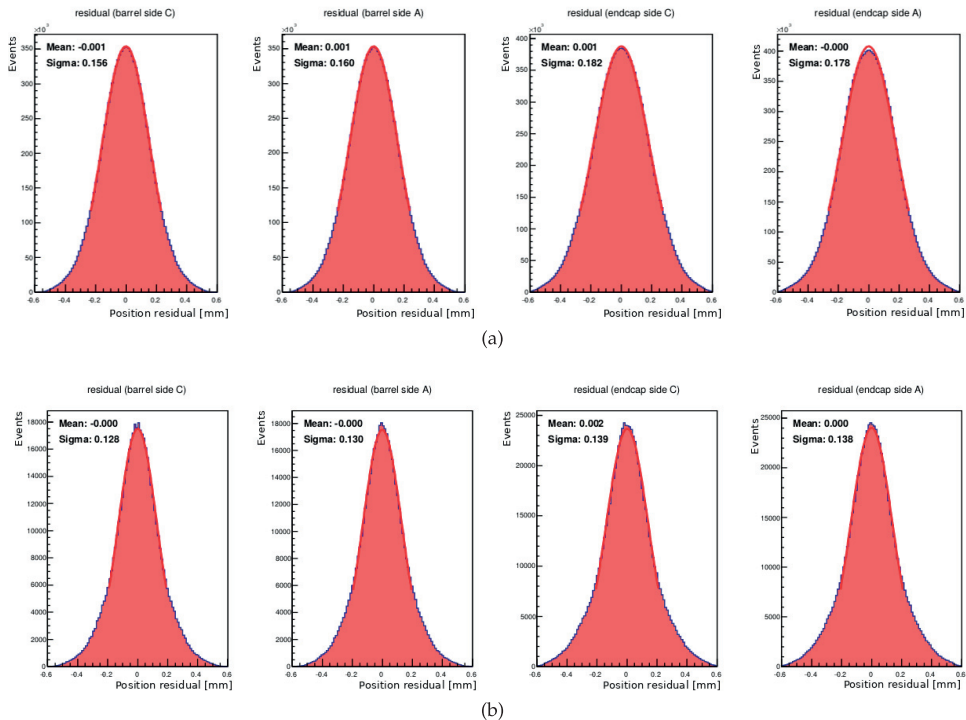 residual (barrel side C)
×10³
Events
Mean: -0.001
Sigma: 0.156
350
300
250
200
150
100
50
0
-0.6 -0.4 -0.2 0 0.2 0.4 0.6
Position residual [mm]
residual (barrel side A)
×10³
Events
Mean: 0.001
Sigma: 0.160
350
300
250
200
150
100
50
0
-0.6 -0.4 -0.2 0 0.2 0.4 0.6
Position residual [mm]
residual (endcap side C)
×10³
Events
Mean: 0.001
Sigma: 0.182
400
350
300
250
200
150
100
50
0
-0.6 -0.4 -0.2 0 0.2 0.4 0.6
Position residual [mm]
residual (endcap side A)
×10³
Events
Mean: -0.000
Sigma: 0.178
400
350
300
250
200
150
100
50
0
-0.6 -0.4 -0.2 0 0.2 0.4 0.6
Position residual [mm]
(a)
residual (barrel side C)
Events
Mean: -0.000
Sigma: 0.128
18000
16000
14000
12000
10000
8000
6000
4000
2000
0
-0.6 -0.4 -0.2 0 0.2 0.4 0.6
Position residual [mm]
residual (barrel side A)
Events
Mean: -0.000
Sigma: 0.130
18000
16000
14000
12000
10000
8000
6000
4000
2000
0
-0.6 -0.4 -0.2 0 0.2 0.4 0.6
Position residual [mm]
residual (endcap side C)
Events
Mean: 0.002
Sigma: 0.139
25000
20000
15000
10000
5000
0
-0.6 -0.4 -0.2 0 0.2 0.4 0.6
Position residual [mm]
residual (endcap side A)
Events
Mean: 0.000
Sigma: 0.138
25000
20000
15000
10000
5000
0
-0.6 -0.4 -0.2 0 0.2 0.4 0.6
Position residual [mm]
(b)